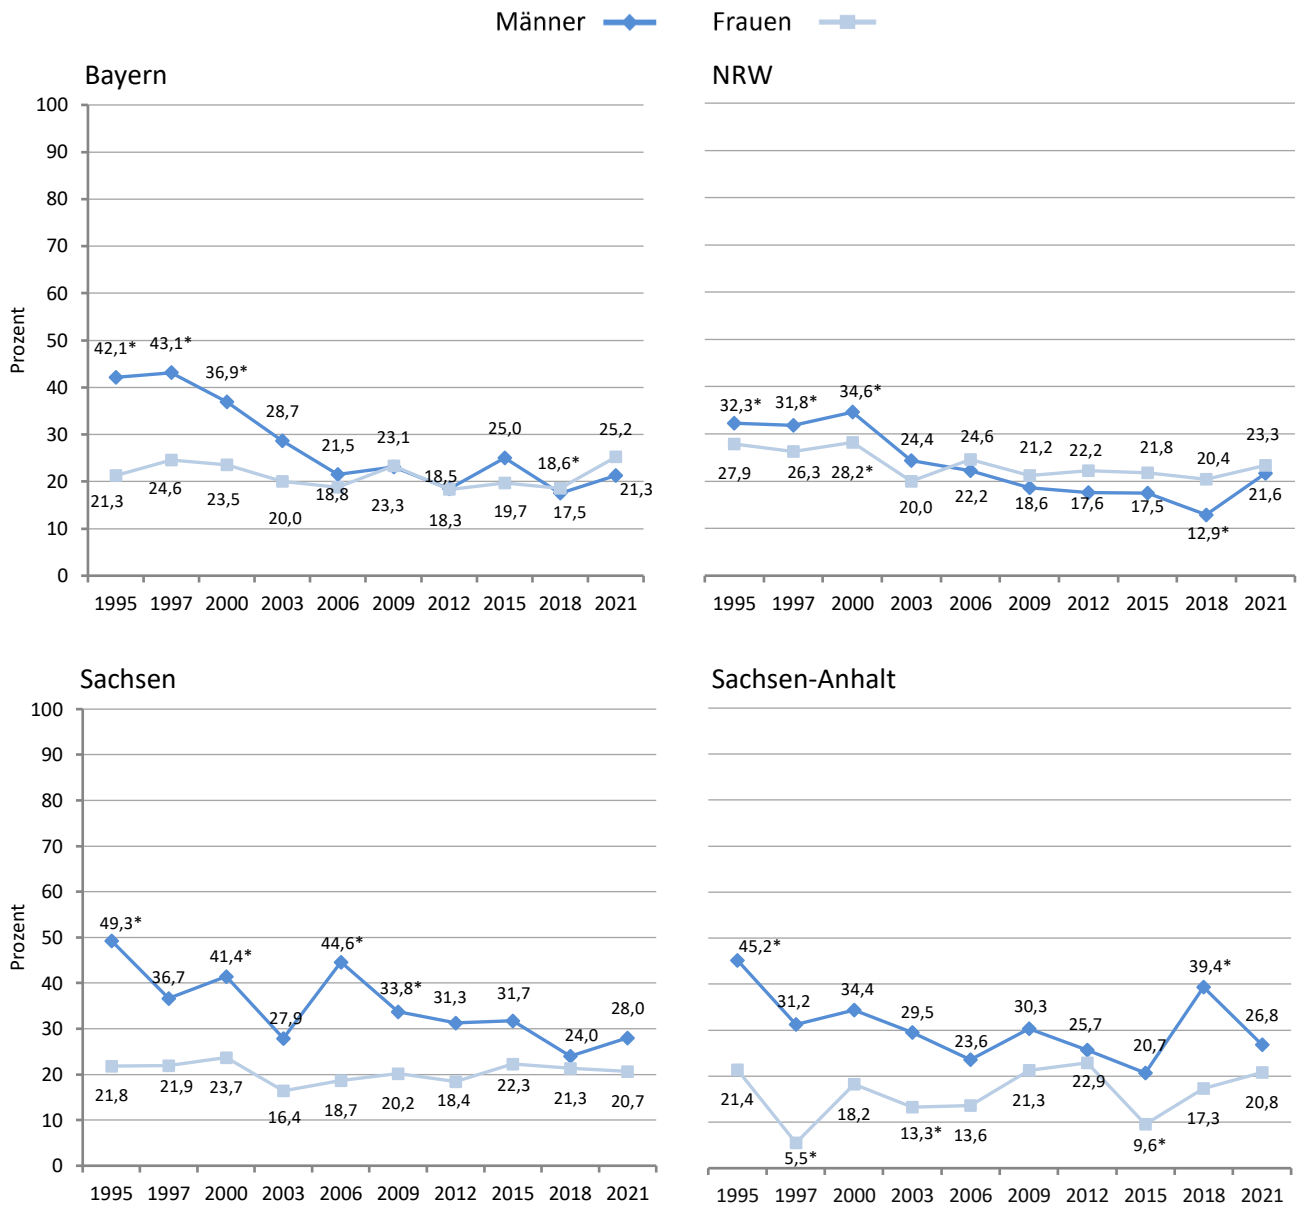 Männer Frauen
Bayern NRW
100
90
80
70
60
50
40
30
20
10
0
Prozent
42,1* 43,1* 36,9* 28,7 21,5 23,1 18,5 25,0 18,6* 25,2
21,3 24,6 23,5 20,0 18,8 23,3 18,3 19,7 17,5 21,3
1995 1997 2000 2003 2006 2009 2012 2015 2018 2021
32,3* 31,8* 34,6* 24,4 24,6 21,2 22,2 21,8 20,4 23,3
27,9 26,3 28,2* 20,0 22,2 18,6 17,6 17,5 12,9* 21,6
1995 1997 2000 2003 2006 2009 2012 2015 2018 2021
Sachsen Sachsen-Anhalt
100
90
80
70
60
50
40
30
20
10
0
Prozent
49,3* 36,7 41,4* 27,9 44,6* 33,8* 31,3 31,7 24,0 28,0
21,8 21,9 23,7 16,4 18,7 20,2 18,4 22,3 21,3 20,7
1995 1997 2000 2003 2006 2009 2012 2015 2018 2021
45,2* 31,2 34,4 29,5 23,6 30,3 25,7 20,7 39,4* 26,8
21,4 5,5* 18,2 13,3* 13,6 21,3 22,9 9,6* 17,3 20,8
1995 1997 2000 2003 2006 2009 2012 2015 2018 2021